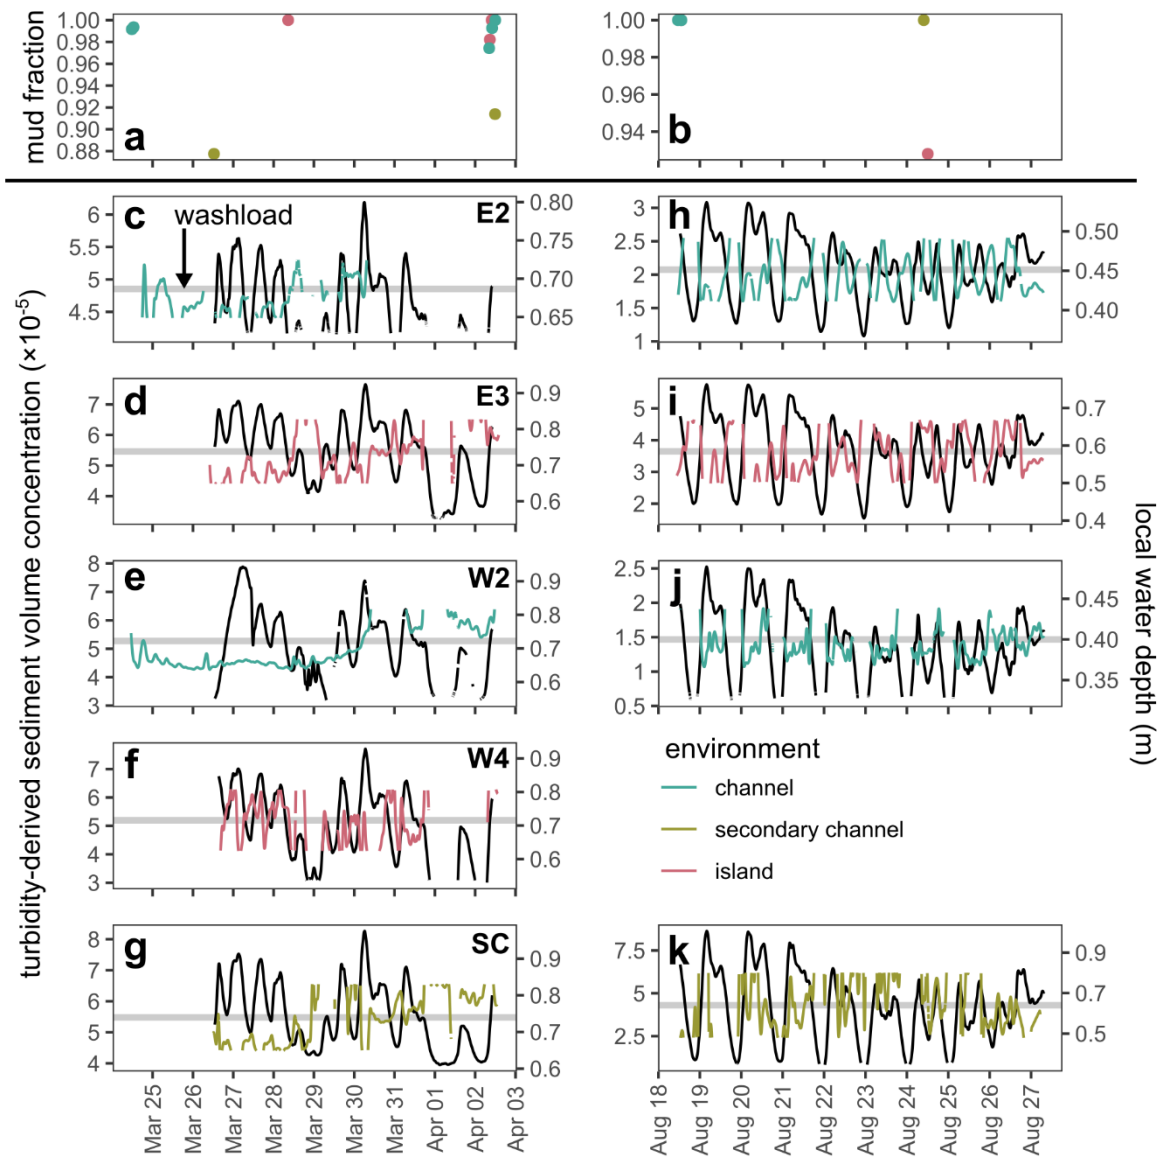 mud fraction
1.00
0.98
0.96
0.94
0.92
0.90
0.88
a
1.00
0.98
0.96
0.94
b
turbidity-derived sediment volume concentration (×10-5)
local water depth (m)
c
washload
E2
6
5.5
5
4.5
0.80
0.75
0.70
0.65
h
3
2.5
2
1.5
1
0.50
0.45
0.40
d
E3
7
6
5
4
0.9
0.8
0.7
0.6
i
5
4
3
2
0.7
0.6
0.5
0.4
e
W2
8
7
6
5
4
3
0.9
0.8
0.7
0.6
j
2.5
2
1.5
1
0.5
0.45
0.40
0.35
f
W4
7
6
5
4
3
0.9
0.8
0.7
0.6
environment
channel
secondary channel
island
g
SC
8
7
6
5
4
0.9
0.8
0.7
0.6
k
7.5
5
2.5
0.9
0.7
0.5
Mar 25
Mar 26
Mar 27
Mar 28
Mar 29
Mar 30
Mar 31
Apr 01
Apr 02
Apr 03
Aug 18
Aug 19
Aug 20
Aug 21
Aug 22
Aug 23
Aug 24
Aug 25
Aug 26
Aug 27